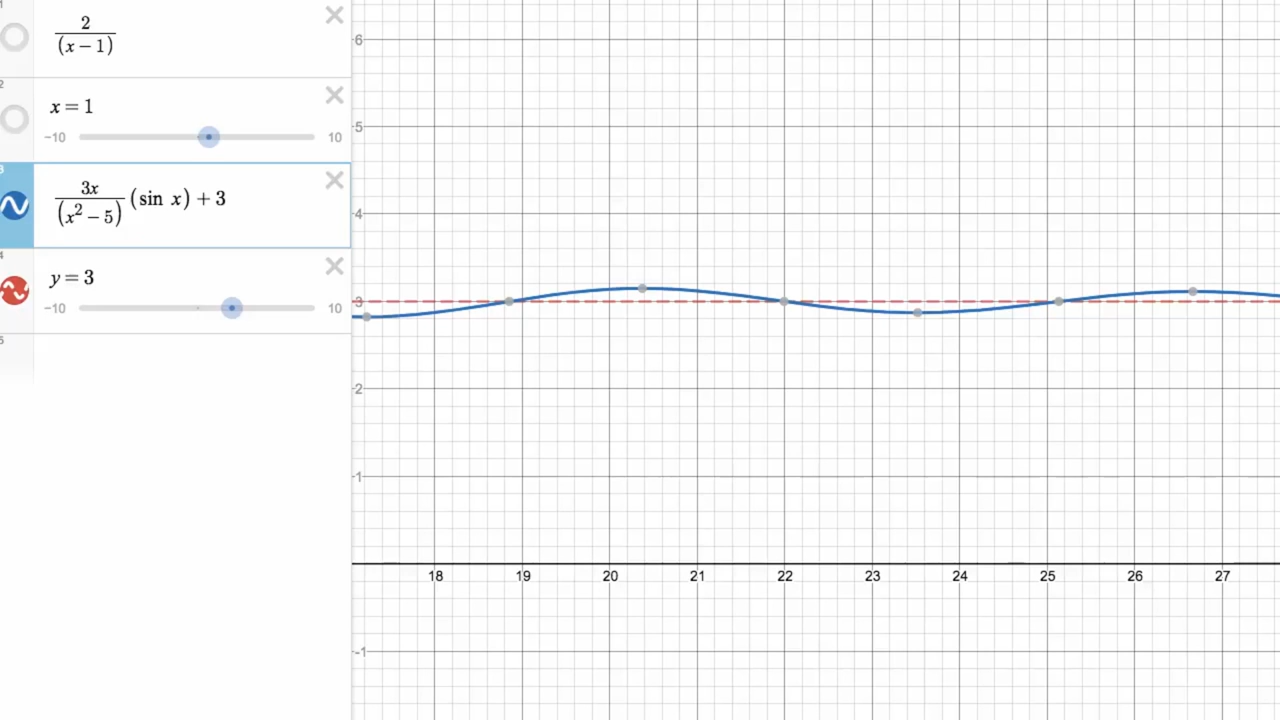 1
2
(x − 1)
2
x = 1
−10 10
3
3x
(x² − 5) (sin x) + 3
4
y = 3
−10 10
5
6
5
4
3
2
1
18 19 20 21 22 23 24 25 26 27
-1